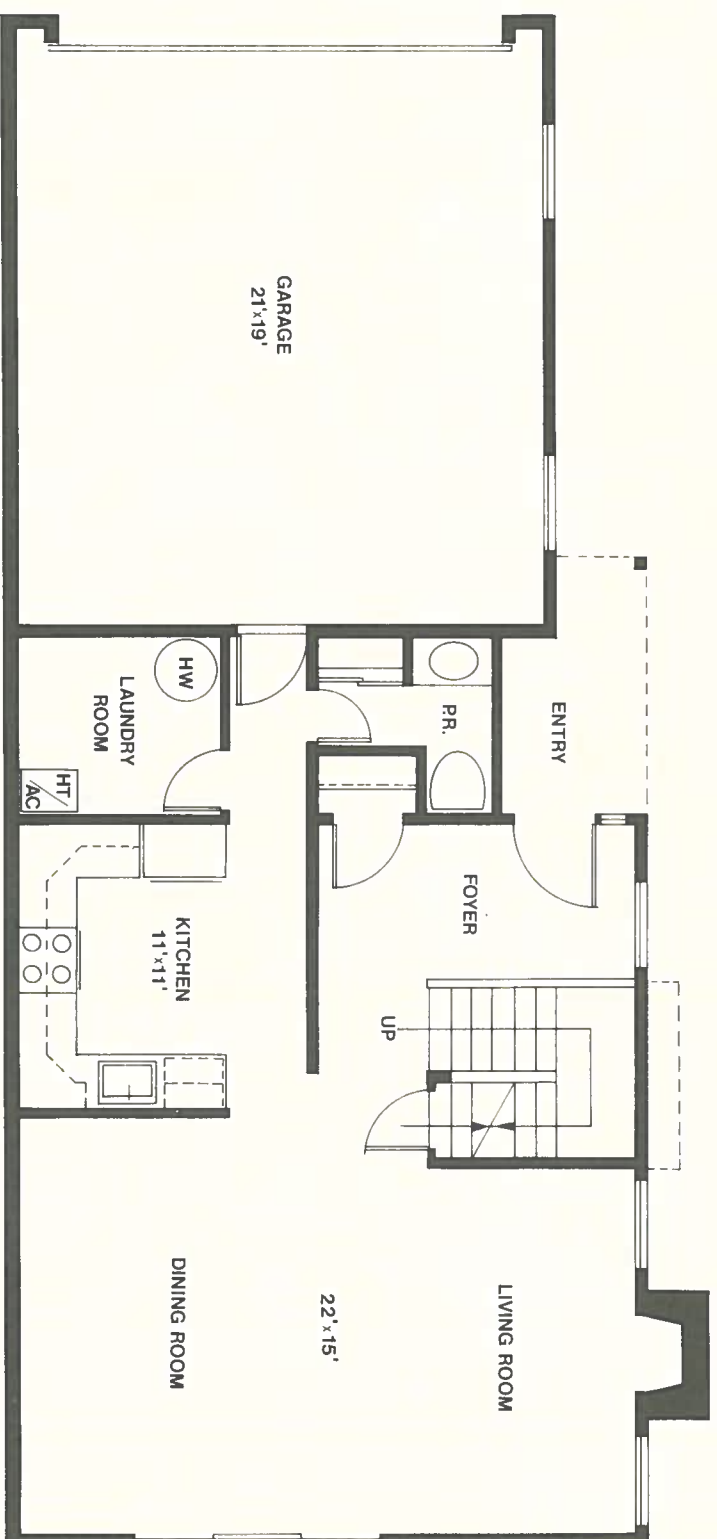 GARAGE
21'x19'
LAUNDRY
ROOM
HW
HT
AC
P.R.
ENTRY
FOYER
KITCHEN
11'x11'
UP
DINING ROOM
22'x15'
LIVING ROOM